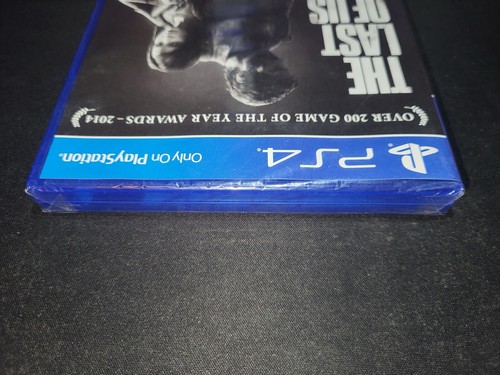 PS4
Only On PlayStation.
OVER 200 GAME OF THE YEAR AWARDS - 2014
THE
LAST
OF US